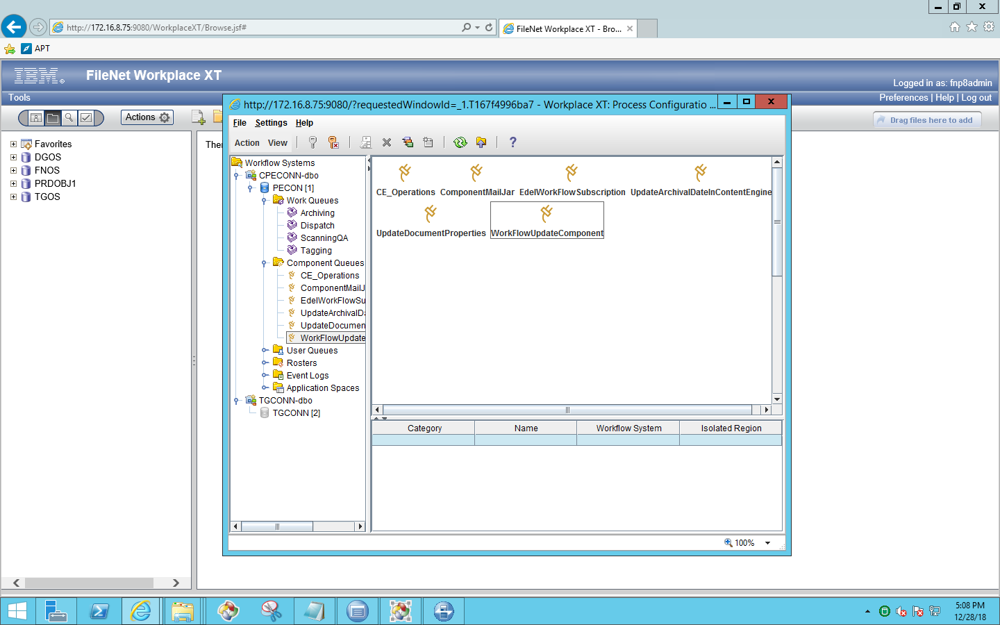 http://172.16.8.75:9080/WorkplaceXT/Browse.jsf#
FileNet Workplace XT - Bro...
APT
IBM.
FileNet Workplace XT
Logged in as: fnp8admin
Tools
Preferences | Help | Log out
Actions
Drag files here to add
Favorites
DGOS
FNOS
PRDOBJ1
TGOS
Ther
http://172.16.8.75:9080/?requestedWindowId=_1.T167f4996ba7 - Workplace XT: Process Configuratio ...
File Settings Help
Action View
?
Workflow Systems
CPECONN-dbo
PECON [1]
Work Queues
Archiving
Dispatch
ScanningQA
Tagging
Component Queues
CE_Operations
ComponentMailJ
EdelWorkFlowSu
UpdateArchivalDa
UpdateDocumen
WorkFlowUpdate
User Queues
Rosters
Event Logs
Application Spaces
TGCONN-dbo
TGCONN [2]
CE_Operations ComponentMailJar EdelWorkFlowSubscription UpdateArchivalDateInContentEngine
UpdateDocumentProperties WorkFlowUpdateComponent
Category Name Workflow System Isolated Region
100%
5:08 PM
12/28/18